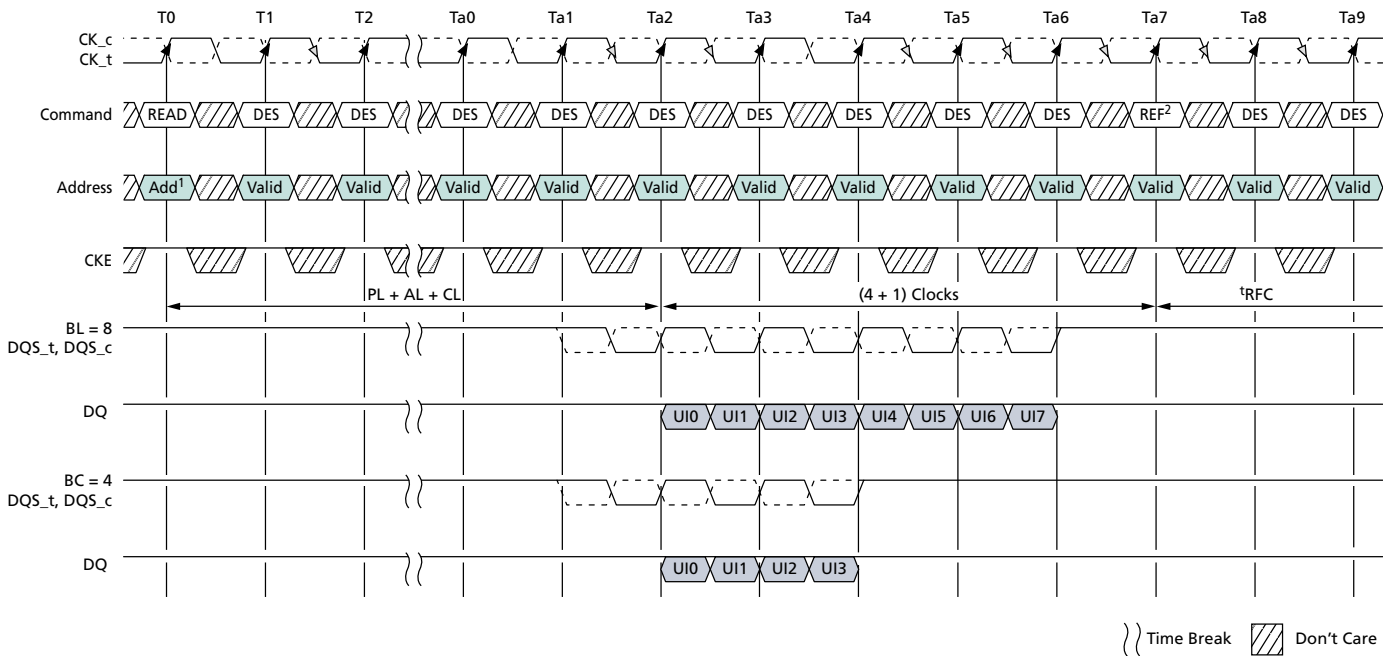 T0 T1 T2 Ta0 Ta1 Ta2 Ta3 Ta4 Ta5 Ta6 Ta7 Ta8 Ta9
CK_c
CK_t
Command READ DES DES DES DES DES DES DES DES DES REF² DES DES
Address Add¹ Valid Valid Valid Valid Valid Valid Valid Valid Valid Valid Valid Valid
CKE
PL + AL + CL (4 + 1) Clocks ᵗRFC
BL = 8
DQS_t, DQS_c
DQ UI0 UI1 UI2 UI3 UI4 UI5 UI6 UI7
BC = 4
DQS_t, DQS_c
DQ UI0 UI1 UI2 UI3
Time Break Don't Care